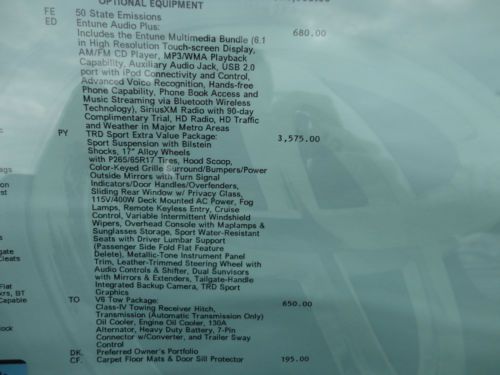 OPTIONAL EQUIPMENT
FE 50 State Emissions
ED Entune Audio Plus: 680.00
Includes the Entune Multimedia Bundle (6.1
in High Resolution Touch-screen Display,
AM/FM CD Player, MP3/WMA Playback
Capability, Auxiliary Audio Jack, USB 2.0
port with iPod Connectivity and Control,
Advanced Voice Recognition, Hands-free
Phone Capability, Phone Book Access and
Music Streaming via Bluetooth Wireless
Technology), SiriusXM Radio with 90-day
Complimentary Trial, HD Radio, HD Traffic
and Weather in Major Metro Areas
PY TRD Sport Extra Value Package: 3,575.00
Sport Suspension with Bilstein
Shocks, 17" Alloy Wheels
with P265/65R17 Tires, Hood Scoop,
Color-Keyed Grille Surround/Bumpers/Power
Outside Mirrors with Turn Signal
Indicators/Door Handles/Overfenders,
Sliding Rear Window w/ Privacy Glass,
115V/400W Deck Mounted AC Power, Fog
Lamps, Remote Keyless Entry, Cruise
Control, Variable Intermittent Windshield
Wipers, Overhead Console with Maplamps &
Sunglasses Storage, Sport Water-Resistant
Seats with Driver Lumbar Support
(Passenger Side Fold Flat Feature
Delete), Metallic-Tone Instrument Panel
Trim, Leather-Trimmed Steering Wheel with
Audio Controls & Shifter, Dual Sunvisors
with Mirrors & Extenders, Tailgate-Handle
Integrated Backup Camera, TRD Sport
Graphics
TO V6 Tow Package: 650.00
Class-IV Towing Receiver Hitch,
Transmission (Automatic Transmission Only)
Oil Cooler, Engine Oil Cooler, 130A
Alternator, Heavy Duty Battery, 7-Pin
Connector w/Converter, and Trailer Sway
Control
DK. Preferred Owner's Portfolio
CF. Carpet Floor Mats & Door Sill Protector 195.00